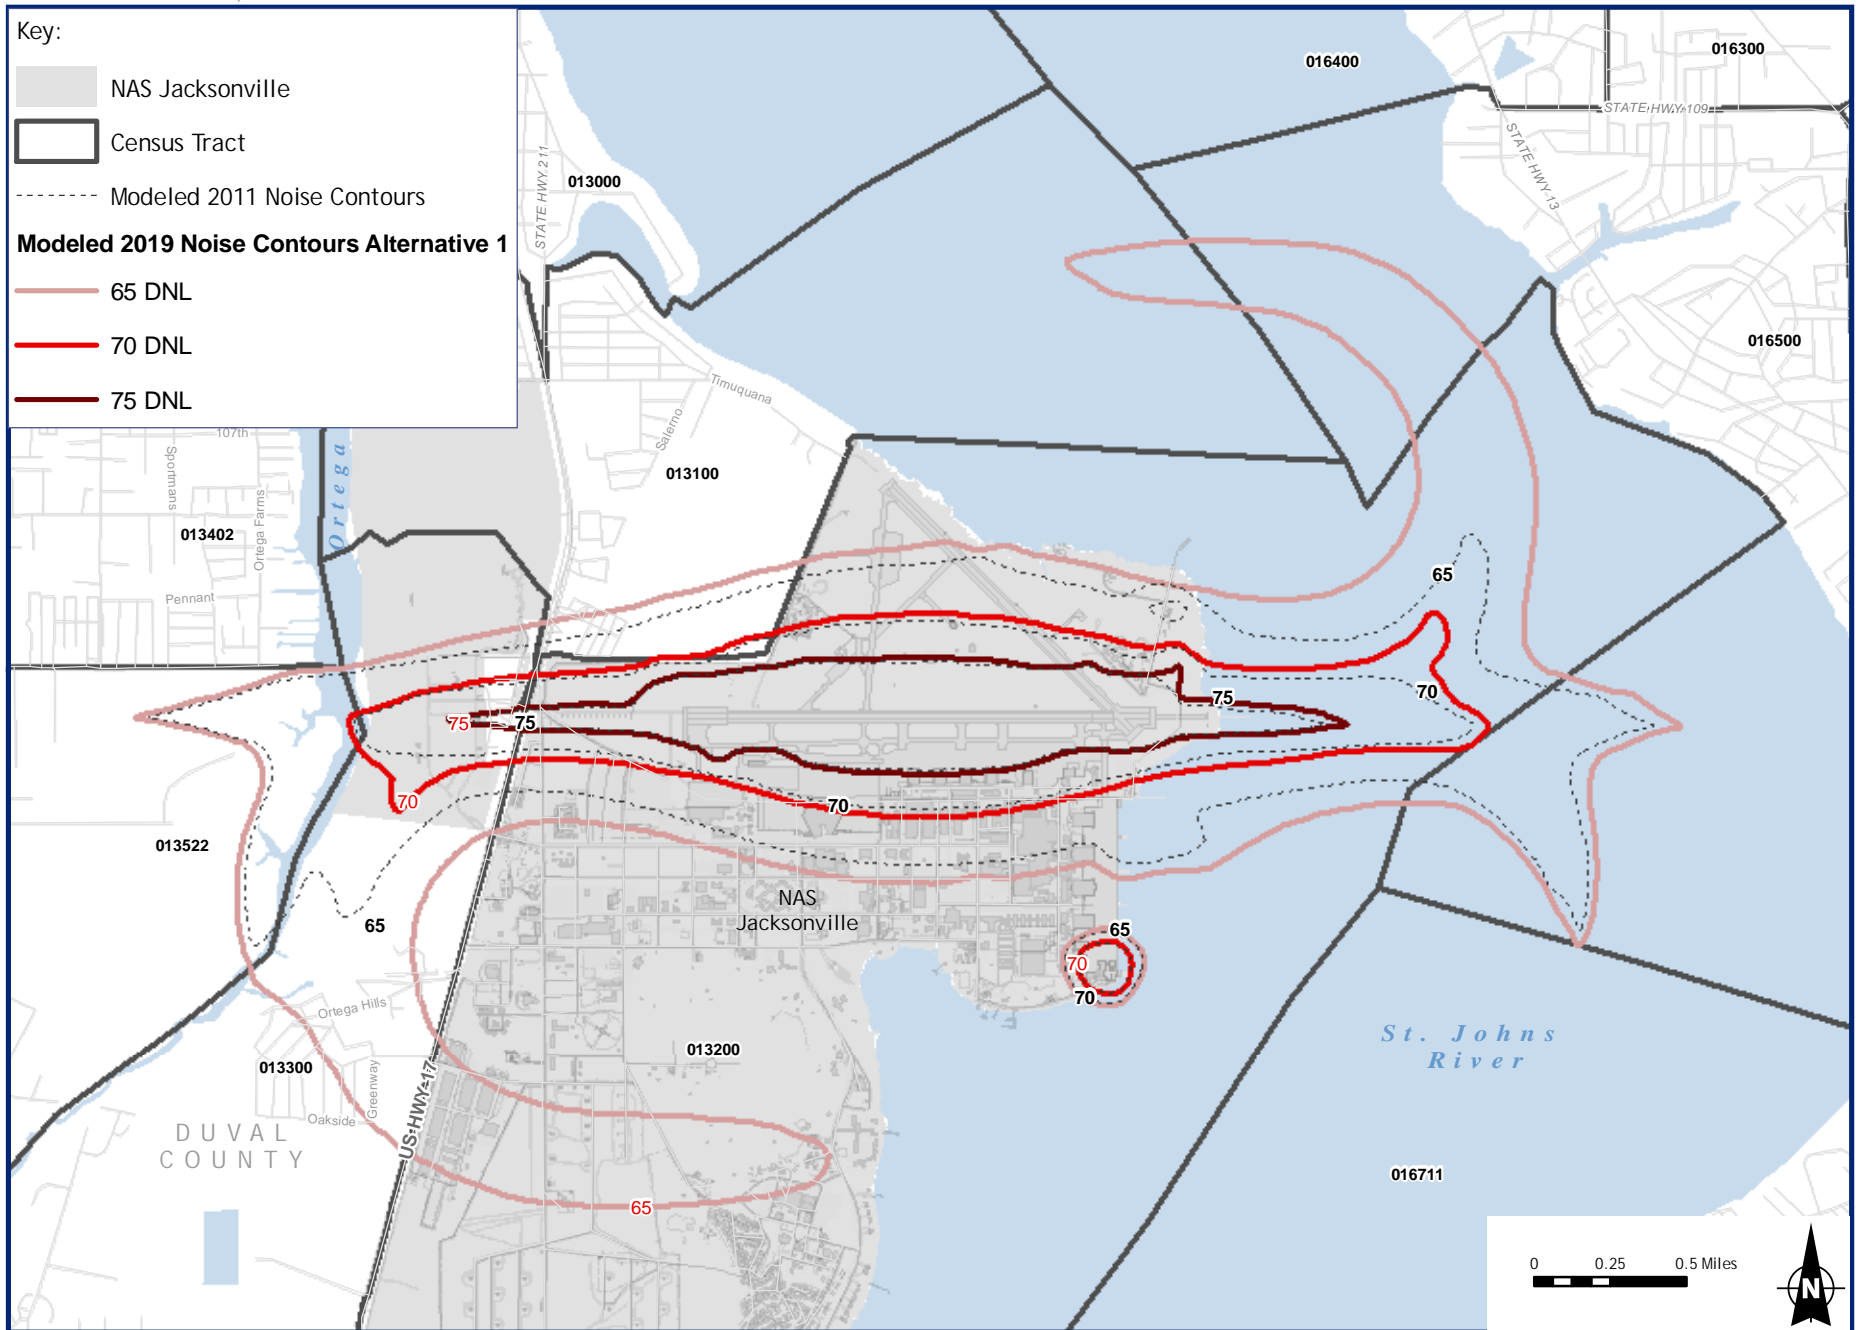 Key:
NAS Jacksonville
Census Tract
Modeled 2011 Noise Contours
Modeled 2019 Noise Contours Alternative 1
65 DNL
70 DNL
75 DNL
016400
016300
STATE HWY 109
STATE HWY 13
STATE HWY 211
013000
016500
Timuquana
Salerno
013100
107th
Sportmans
Ortega Farms
Ortega
013402
Pennant
65
70
75
75
75
70
70
013522
65
NAS
Jacksonville
65
70
70
Ortega Hills
013300
Greenway
Oakside
US HWY 17
013200
St. Johns
River
DUVAL
COUNTY
65
016711
0 0.25 0.5 Miles
N